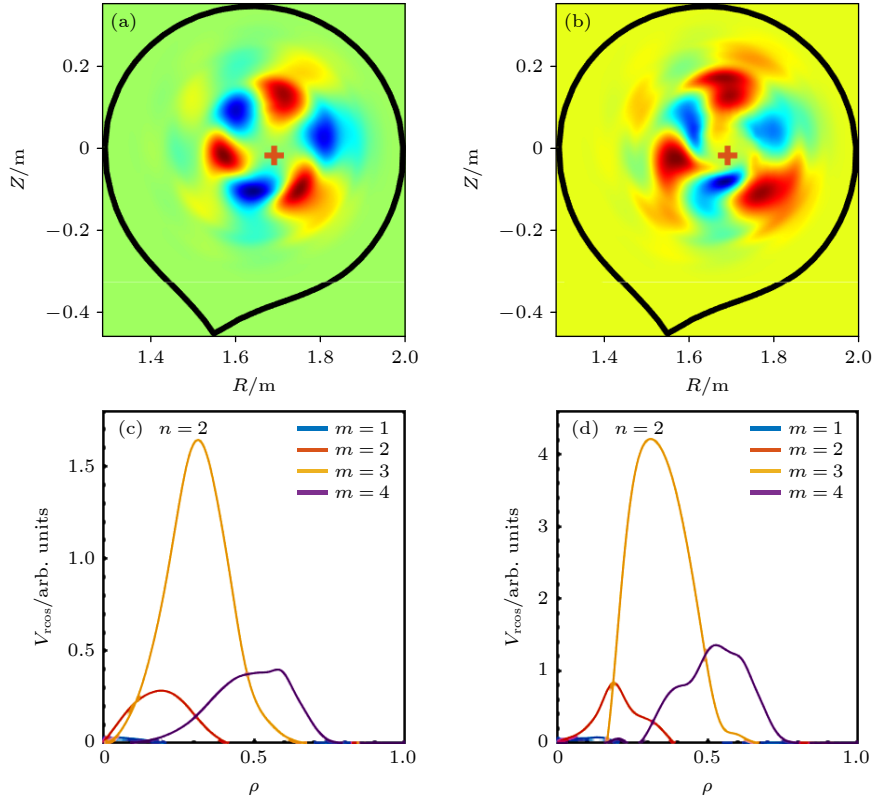 (a)
0.2
0
−0.2
−0.4
Z/m
1.4
1.6
1.8
2.0
R/m
(b)
0.2
0
−0.2
−0.4
Z/m
1.4
1.6
1.8
2.0
R/m
(c) n = 2
m = 1
m = 2
m = 3
m = 4
1.5
1.0
0.5
0
Vrcos/arb. units
0.5
1.0
ρ
(d) n = 2
m = 1
m = 2
m = 3
m = 4
4
3
2
1
0
Vrcos/arb. units
0
0.5
1.0
ρ